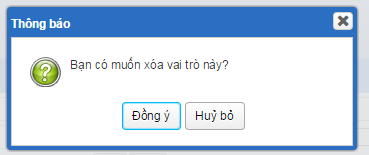 Thông báo
Bạn có muốn xóa vai trò này?
Đồng ý Huỷ bỏ